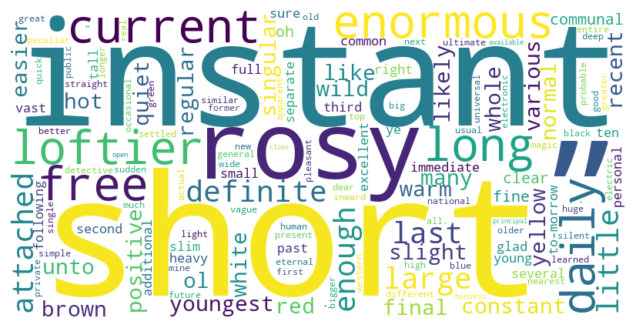 instant
short
rosy
current
enormous
loftier
long
free
daily
”
definite
like
wild
quiet
singular
regular
easier
hot
tall
vast
oh
full
third
whole
likely
various
normal
recent
communal
common
sure
old
next
ultimate
entire
deep
available
great
peculiar
real
longer
quick
public
green
straight
occasional
settled
similar
former
separate
right
big
ye
top
universal
electronic
usual
black
ten
good
greater
probable
magic
better
simple
detective
sudden
open
new
general
wide
close
pleasant
small
excellent
immediate
many
clear
warm
dear
inward
fine
personal
electric
attached
following
private
second
much
additional
positive
unto
brown
slim
heavy
mine
future
light
actual
vague
white
ol
youngest
human
present
past
eternal
first
red
enough
final
last
large
slight
national
all.
high
blue
different
historic
constant
yellow
older
principal
young
glad
several
to-morrow
silent
huge
learned
nearest
little
bigger